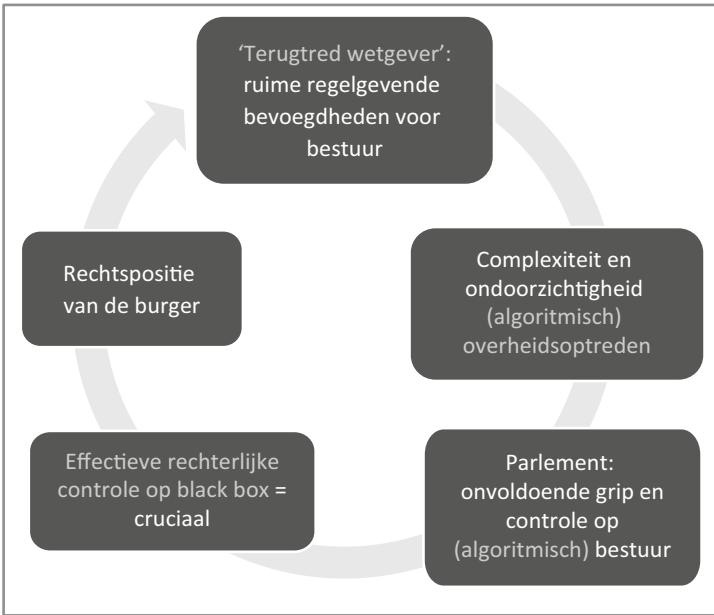 ‘Terugtred wetgever’:
ruime regelgevende
bevoegdheden voor
bestuur
Complexiteit en
ondoorzichtigheid
(algoritmisch)
overheidsoptreden
Parlement:
onvoldoende grip en
controle op
(algoritmisch) bestuur
Effectieve rechterlijke
controle op black box =
cruciaal
Rechtspositie
van de burger